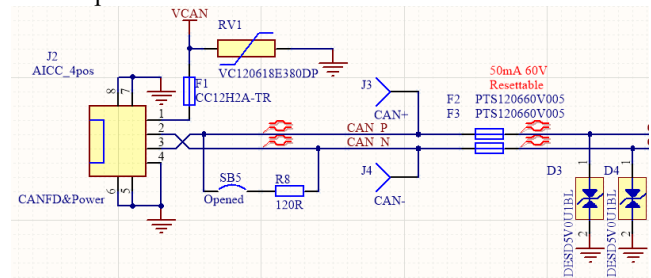 VCAN
RV1
VC120618E380DP
J2
AICC_4pos
F1
CC12H2A-TR
J3
CAN+
50mA 60V
Resettable
F2 PTS120660V005
F3 PTS120660V005
8 7
1
2
3
4
6 5
CAN_P
CAN_N
SB5
Opened
R8
120R
J4
CAN-
CANFD&Power
D3
D4
1
1
2
2
DESD5V0U1BL
DESD5V0U1BL